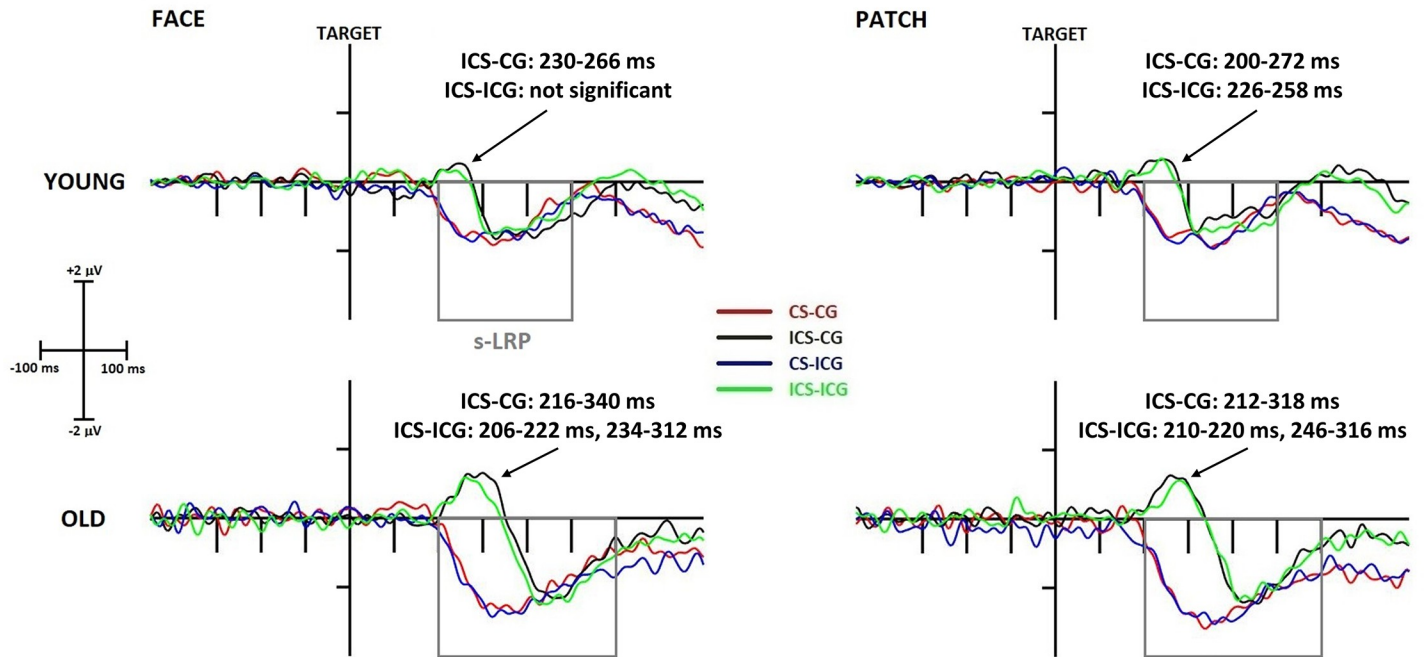 FACE
PATCH
TARGET
TARGET
ICS-CG: 230-266 ms
ICS-ICG: not significant
ICS-CG: 200-272 ms
ICS-ICG: 226-258 ms
YOUNG
+2 µV
-100 ms
100 ms
-2 µV
s-LRP
CS-CG
ICS-CG
CS-ICG
ICS-ICG
ICS-CG: 216-340 ms
ICS-ICG: 206-222 ms, 234-312 ms
ICS-CG: 212-318 ms
ICS-ICG: 210-220 ms, 246-316 ms
OLD